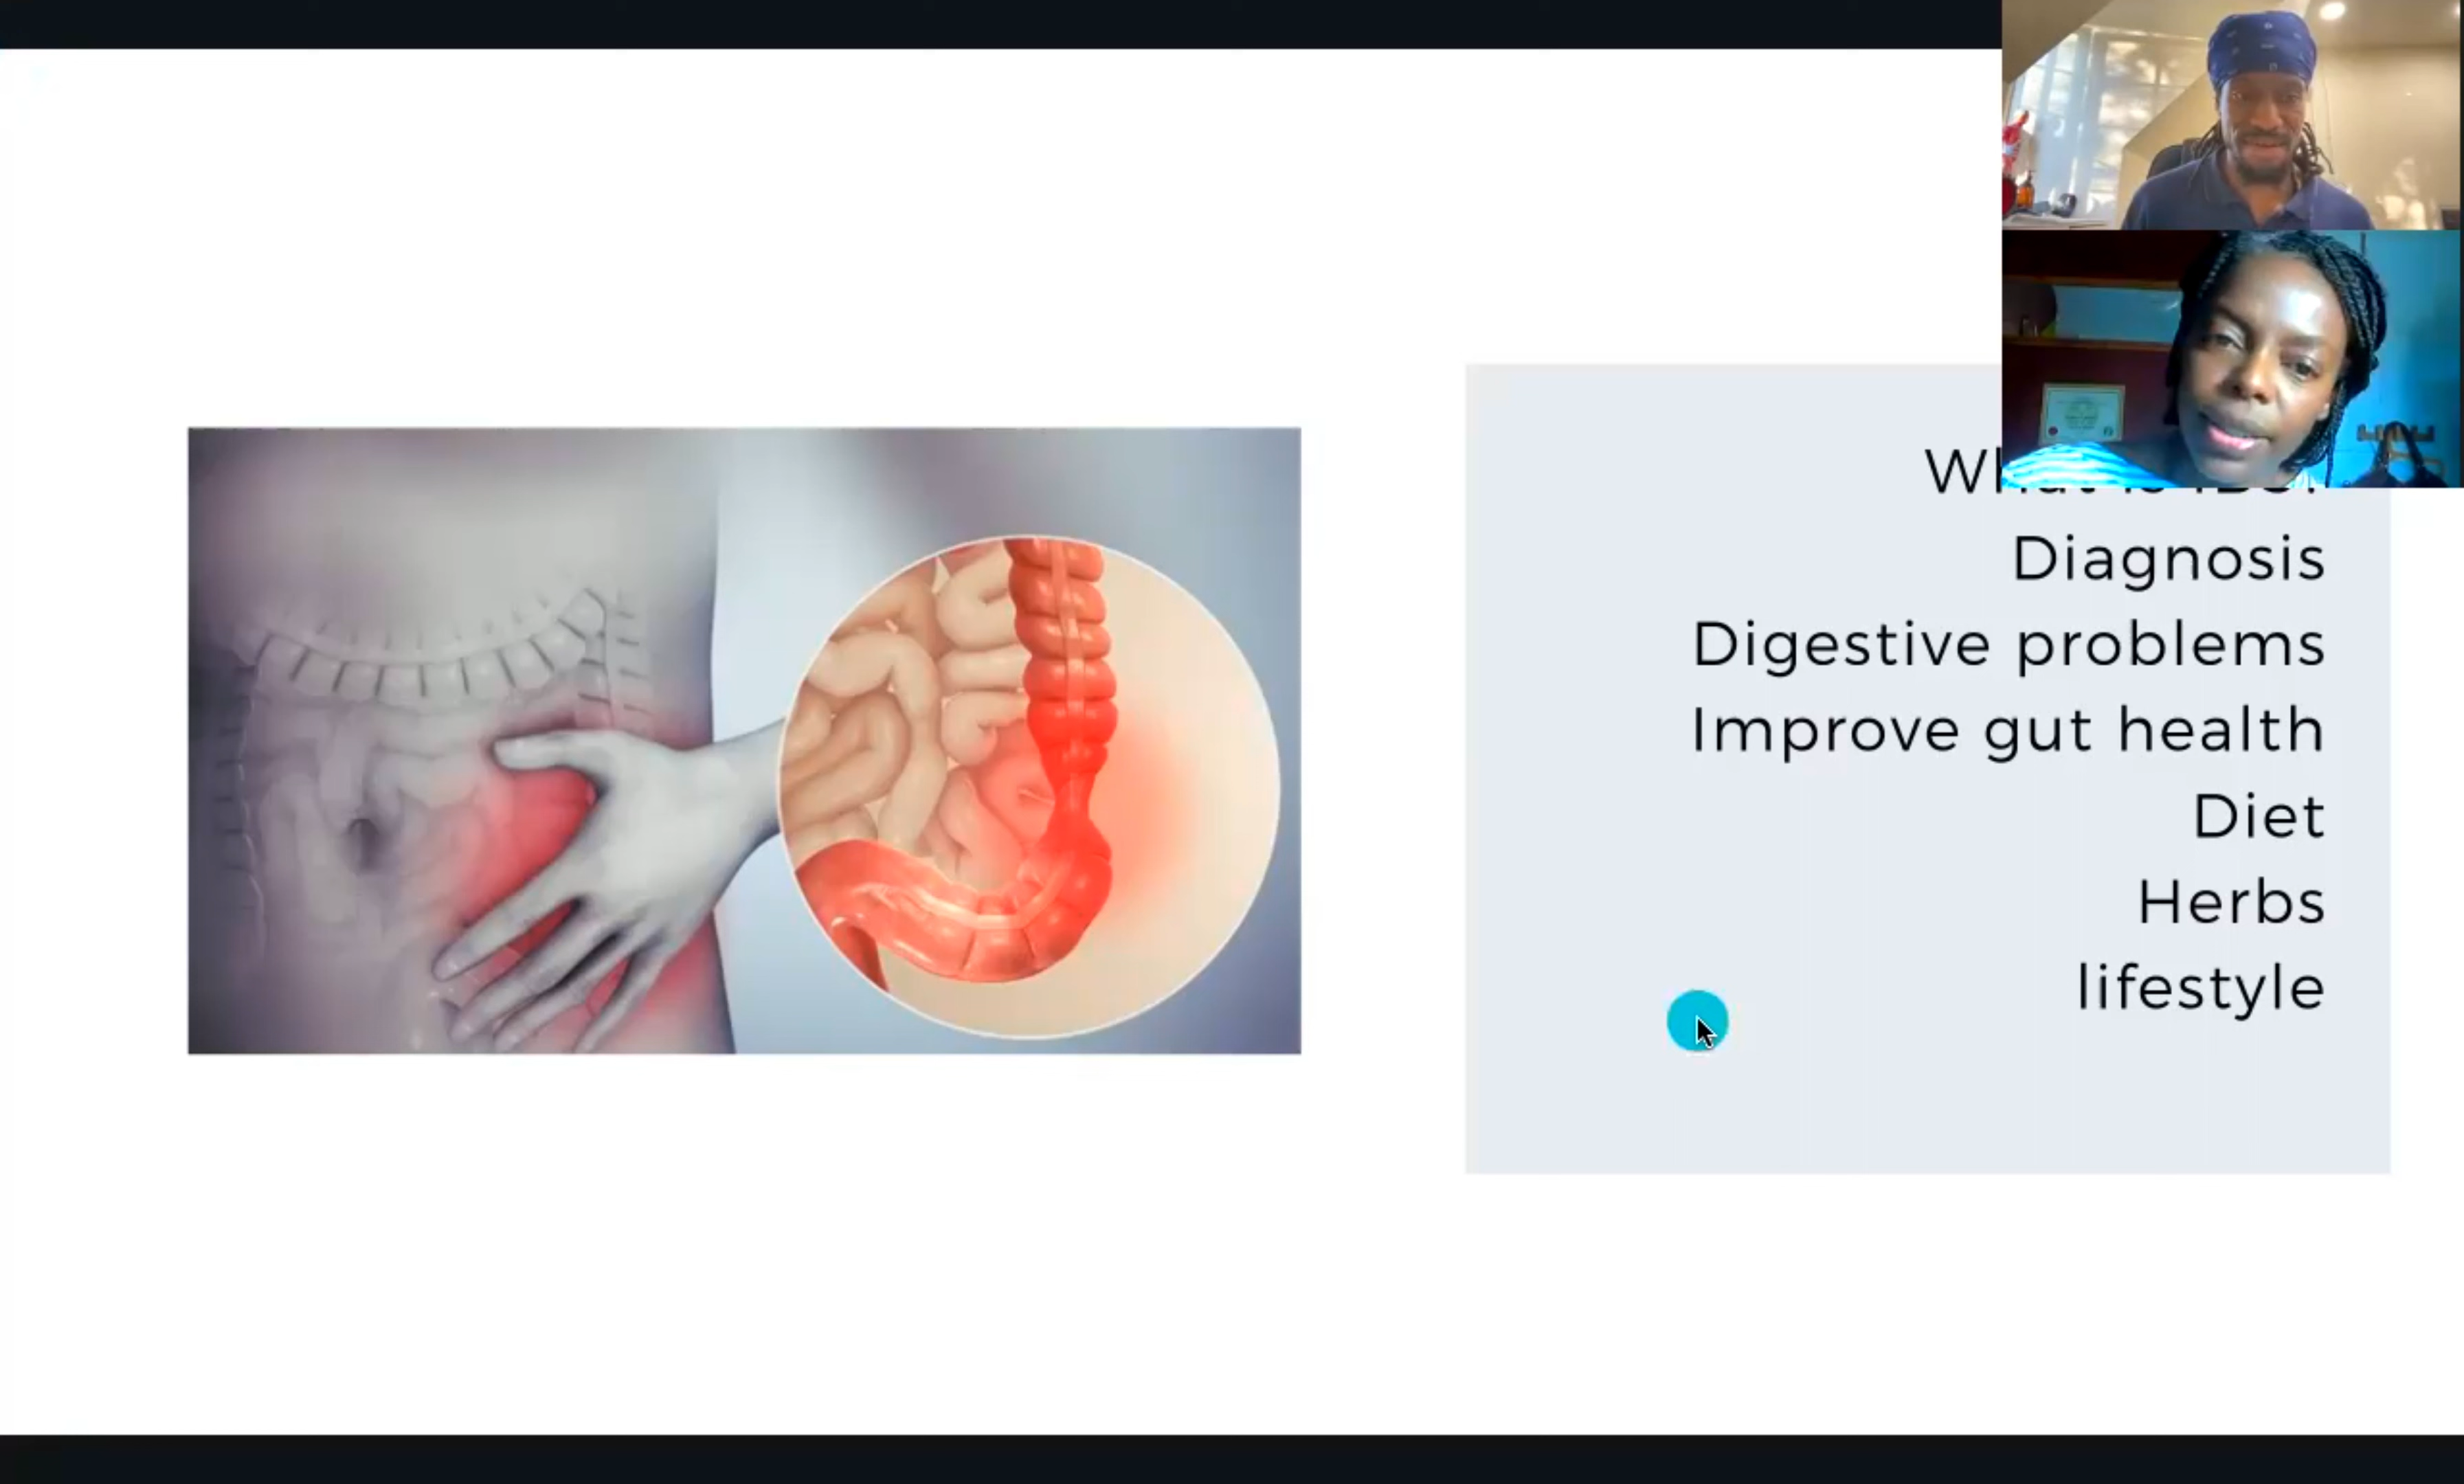 Diagnosis
Digestive problems
Improve gut health
Diet
Herbs
lifestyle